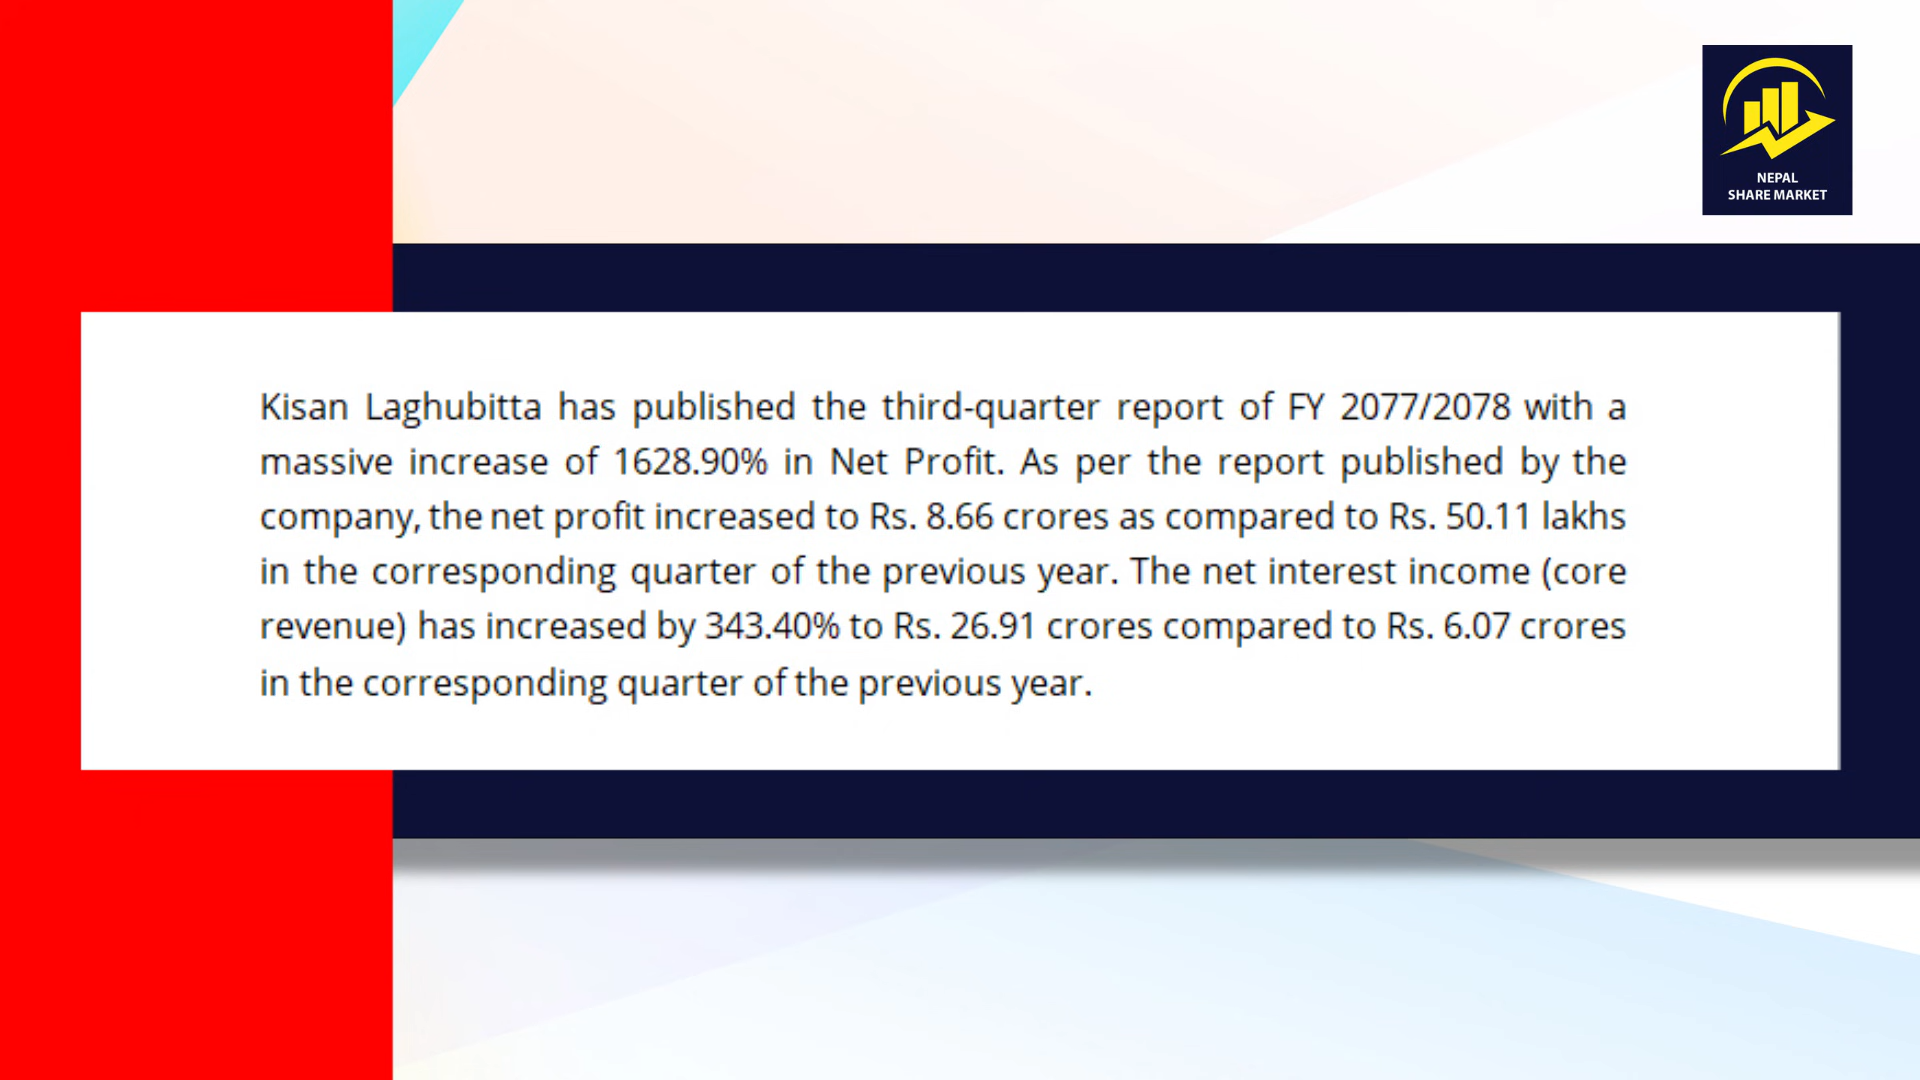 NEPAL
SHARE MARKET
Kisan Laghubitta has published the third-quarter report of FY 2077/2078 with a
massive increase of 1628.90% in Net Profit. As per the report published by the
company, the net profit increased to Rs. 8.66 crores as compared to Rs. 50.11 lakhs
in the corresponding quarter of the previous year. The net interest income (core
revenue) has increased by 343.40% to Rs. 26.91 crores compared to Rs. 6.07 crores
in the corresponding quarter of the previous year.